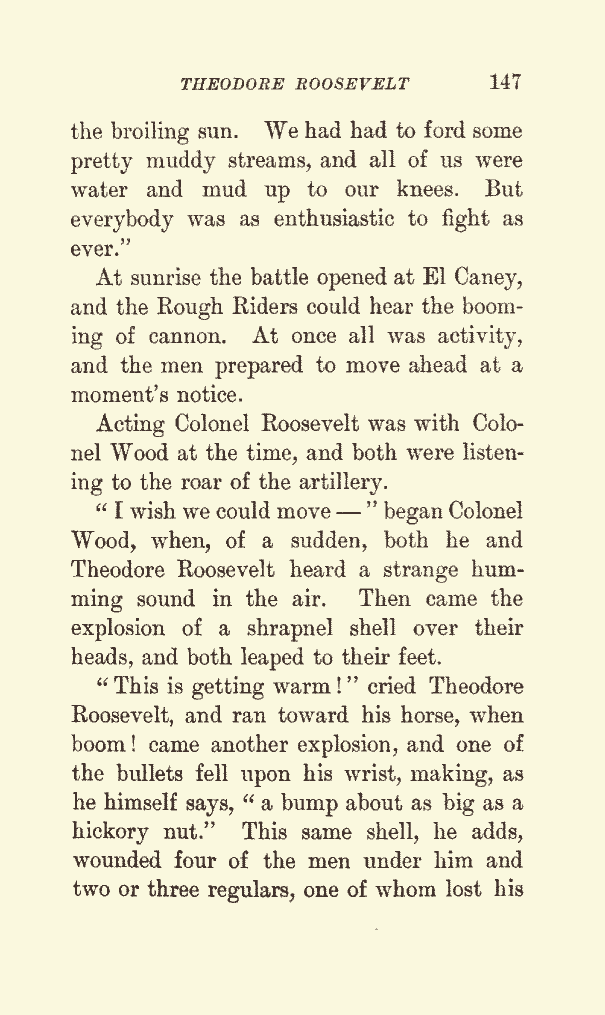 THEODORE ROOSEVELT 147
the broiling sun. We had had to ford some
pretty muddy streams, and all of us were
water and mud up to our knees. But
everybody was as enthusiastic to fight as
ever.”
At sunrise the battle opened at El Caney,
and the Rough Riders could hear the boom-
ing of cannon. At once all was activity,
and the men prepared to move ahead at a
moment’s notice.
Acting Colonel Roosevelt was with Colo-
nel Wood at the time, and both were listen-
ing to the roar of the artillery.
“ I wish we could move — ” began Colonel
Wood, when, of a sudden, both he and
Theodore Roosevelt heard a strange hum-
ming sound in the air. Then came the
explosion of a shrapnel shell over their
heads, and both leaped to their feet.
“ This is getting warm ! ” cried Theodore
Roosevelt, and ran toward his horse, when
boom ! came another explosion, and one of
the bullets fell upon his wrist, making, as
he himself says, “ a bump about as big as a
hickory nut.” This same shell, he adds,
wounded four of the men under him and
two or three regulars, one of whom lost his